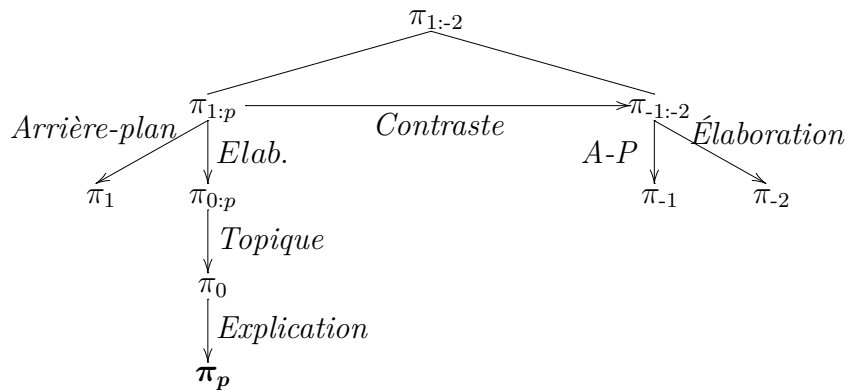 π1:-2
π1:p π-1:-2
Arrière-plan Contraste Élaboration
Elab. A-P
π1 π0:p π-1 π-2
Topique
π0
Explication
πp